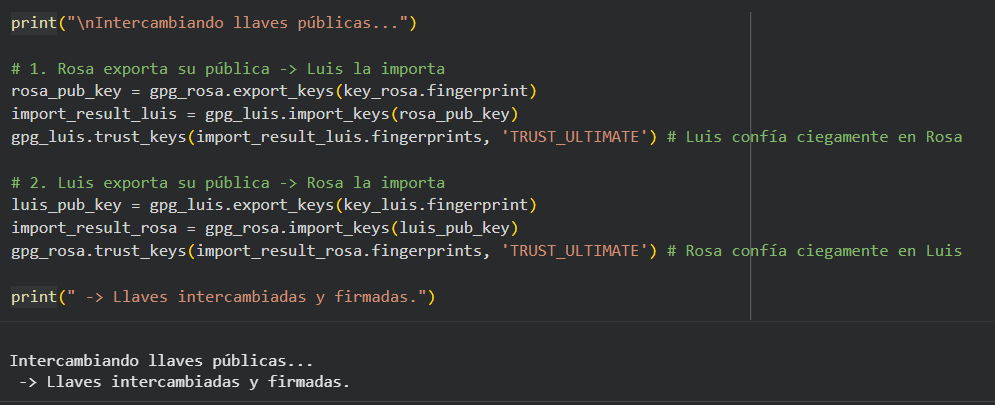 print("\nIntercambiando llaves públicas...")
# 1. Rosa exporta su pública -> Luis la importa
rosa_pub_key = gpg_rosa.export_keys(key_rosa.fingerprint)
import_result_luis = gpg_luis.import_keys(rosa_pub_key)
gpg_luis.trust_keys(import_result_luis.fingerprints, 'TRUST_ULTIMATE') # Luis confía ciegamente en Rosa
# 2. Luis exporta su pública -> Rosa la importa
luis_pub_key = gpg_luis.export_keys(key_luis.fingerprint)
import_result_rosa = gpg_rosa.import_keys(luis_pub_key)
gpg_rosa.trust_keys(import_result_rosa.fingerprints, 'TRUST_ULTIMATE') # Rosa confía ciegamente en Luis
print(" -> Llaves intercambiadas y firmadas.")
Intercambiando llaves públicas...
 -> Llaves intercambiadas y firmadas.